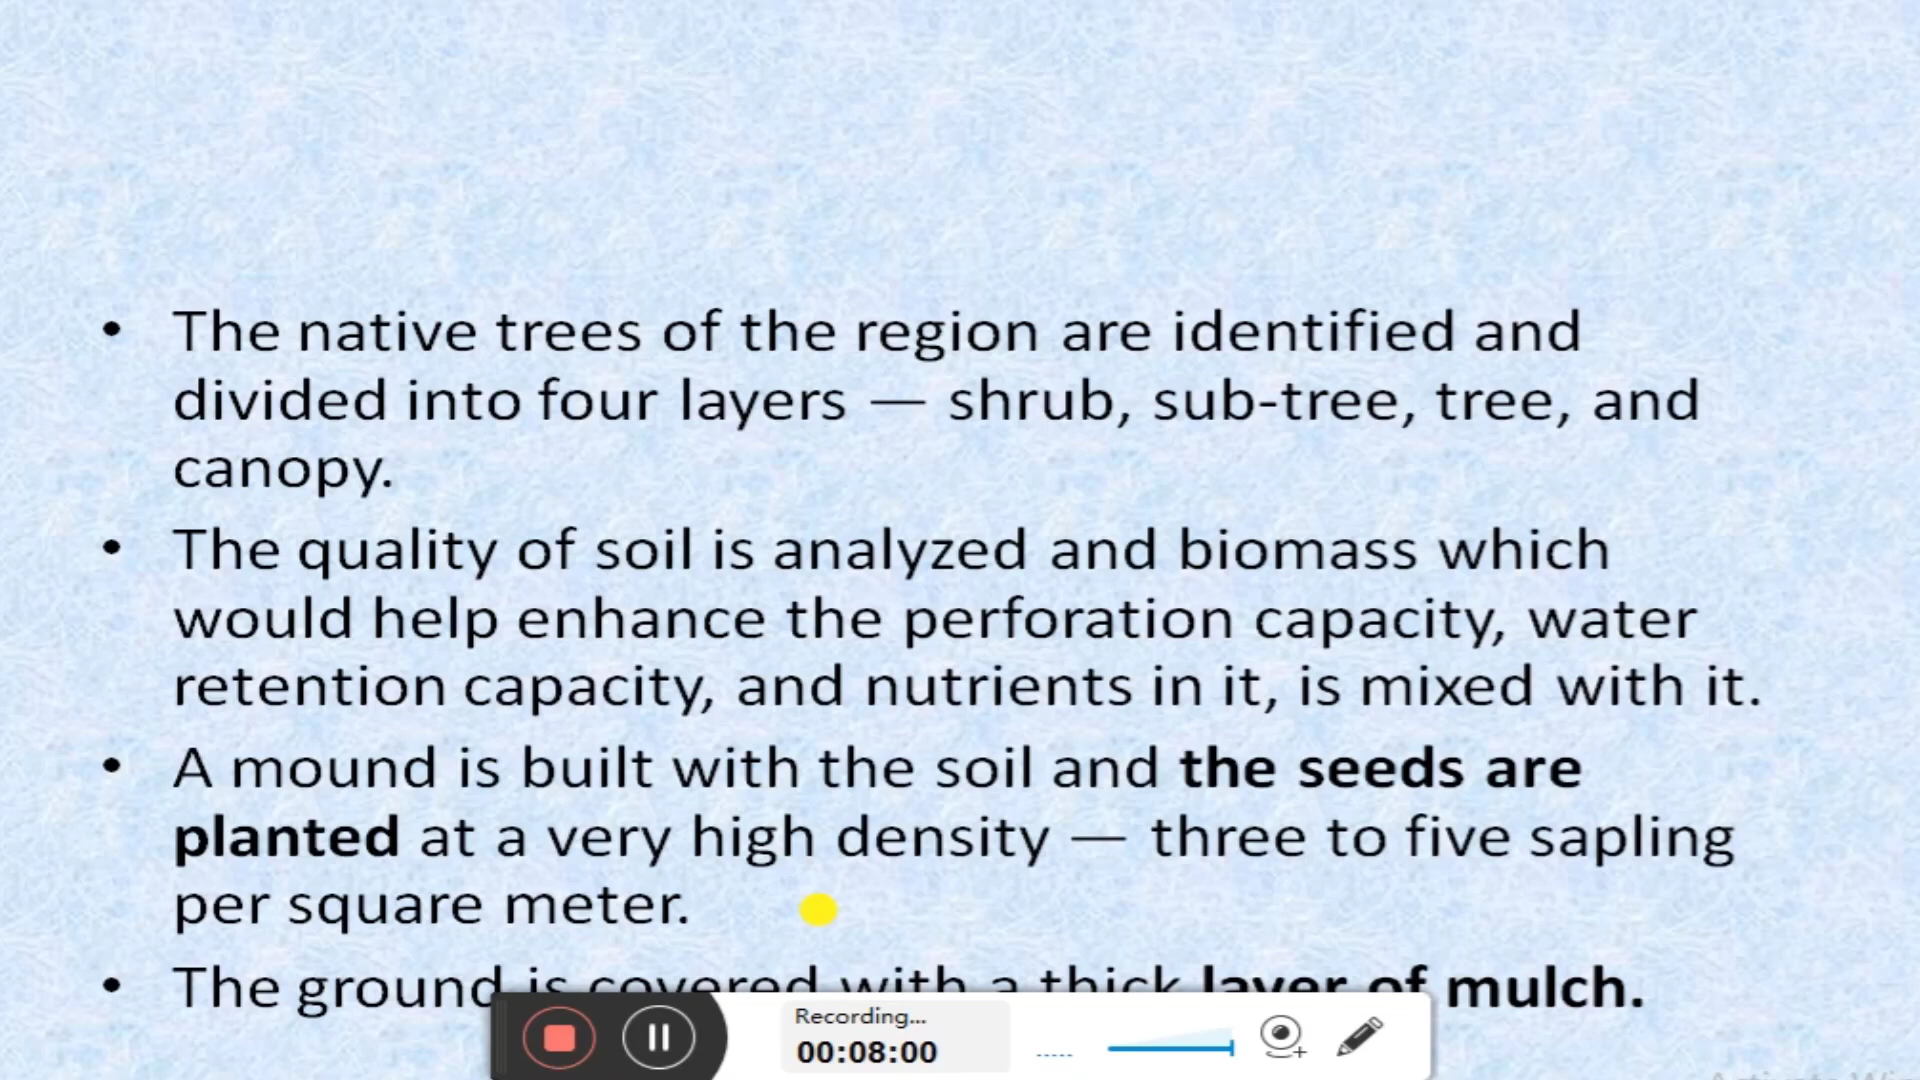 • The native trees of the region are identified and
divided into four layers — shrub, sub-tree, tree, and
canopy.
• The quality of soil is analyzed and biomass which
would help enhance the perforation capacity, water
retention capacity, and nutrients in it, is mixed with it.
• A mound is built with the soil and the seeds are
planted at a very high density — three to five sapling
per square meter.
• The ground is covered with a thick layer of mulch.
Recording...
00:08:00